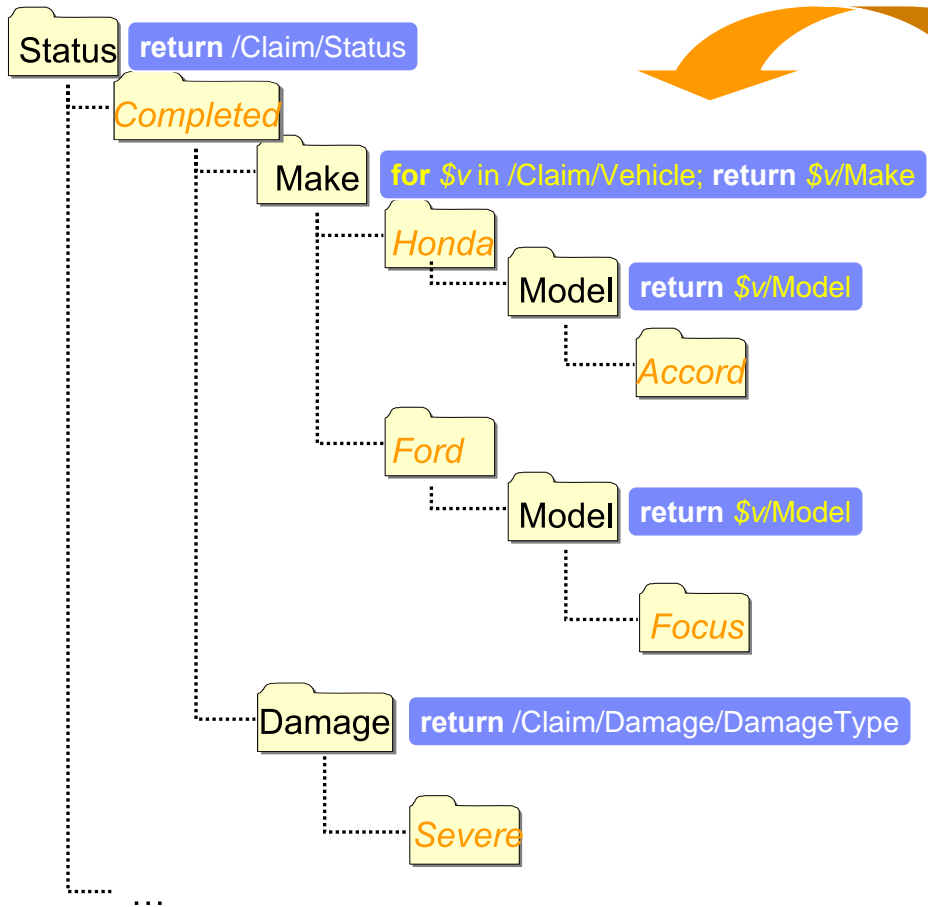 Status return /Claim/Status
Completed
Make for $v in /Claim/Vehicle; return $v/Make
Honda
Model return $v/Model
Accord
Ford
Model return $v/Model
Focus
Damage return /Claim/Damage/DamageType
Severe
...